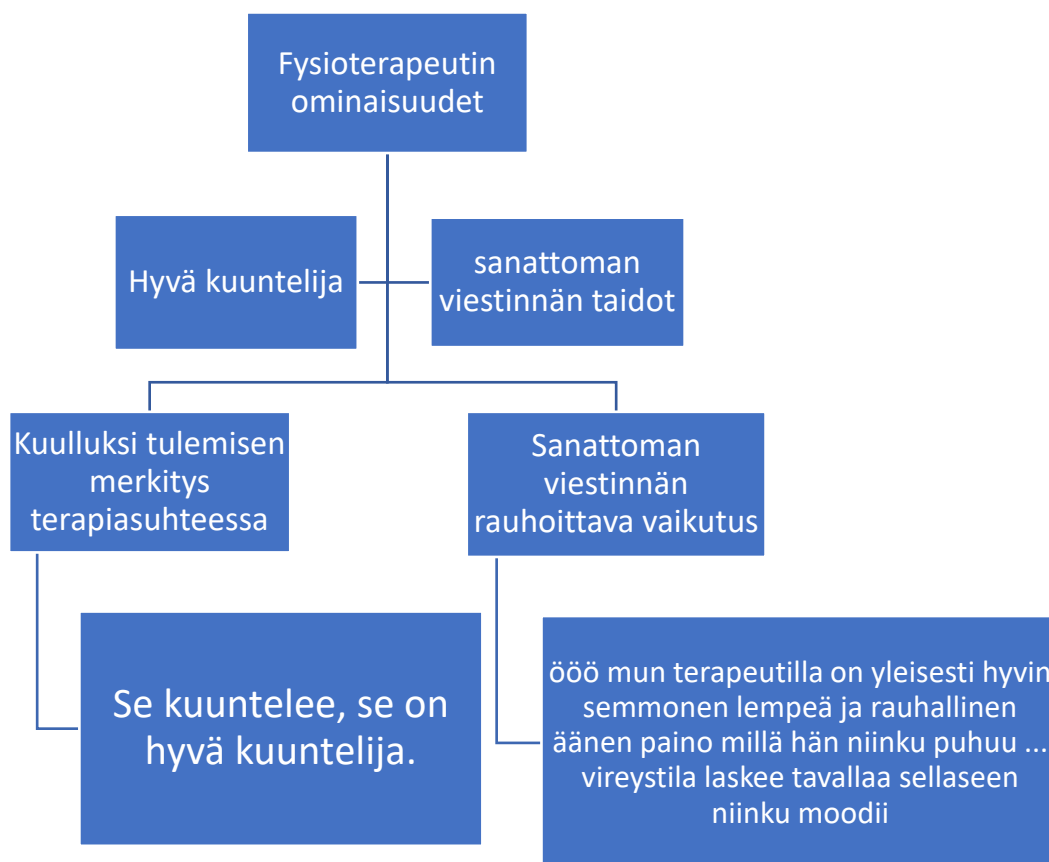 Fysioterapeutin
ominaisuudet
Hyvä kuuntelija
sanattoman
viestinnän taidot
Kuulluksi tulemisen
merkitys
terapiasuhteessa
Sanattoman
viestinnän
rauhoittava vaikutus
Se kuuntelee, se on
hyvä kuuntelija.
ööö mun terapeutilla on yleisesti hyvin
semmonen lempeä ja rauhallinen
äänen paino millä hän niinku puhuu ...
vireystila laskee tavallaa sellaseen
niinku moodii